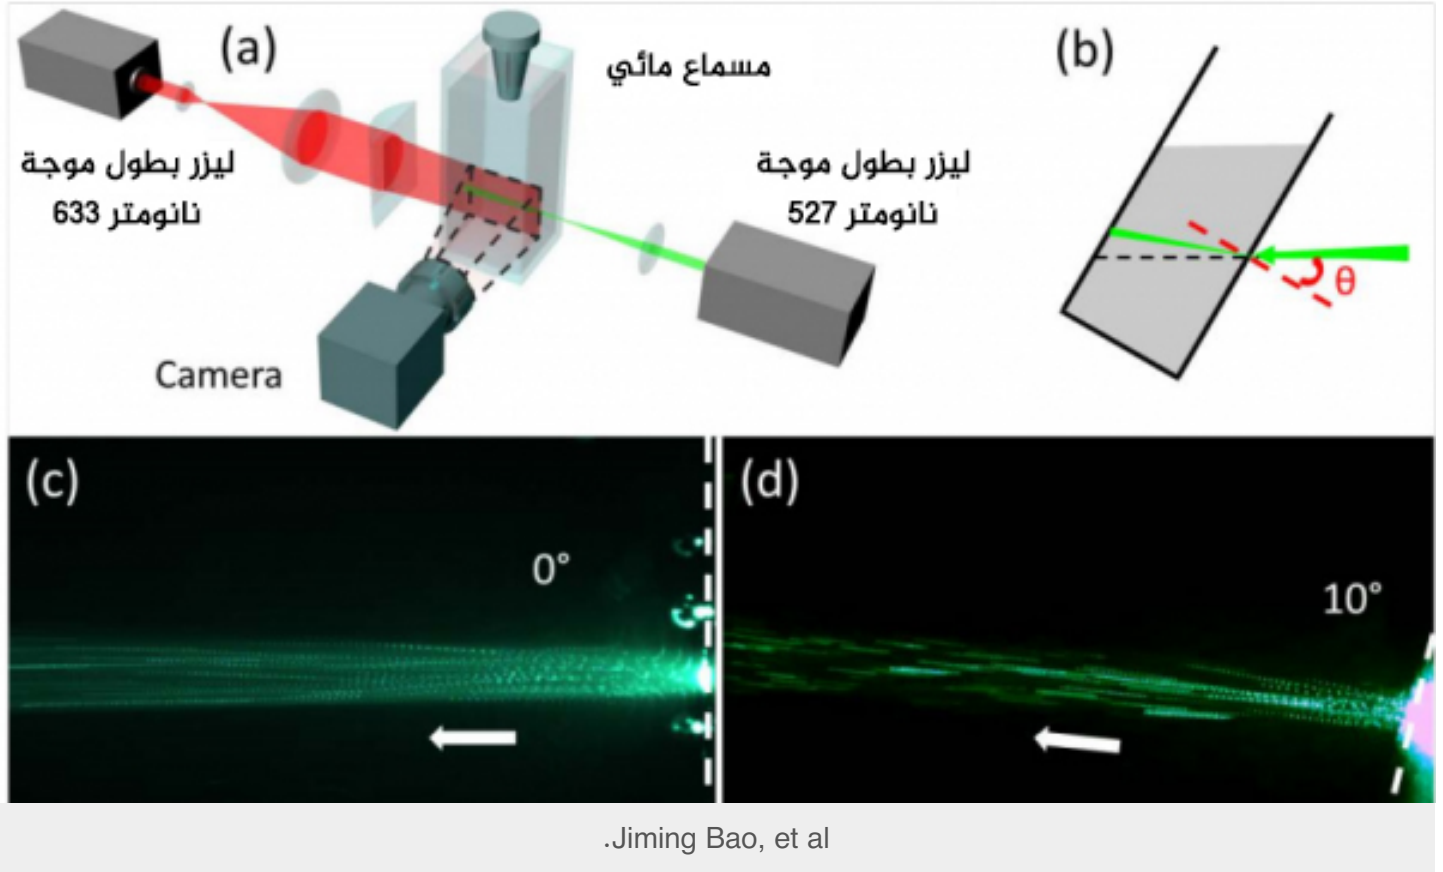 (a)
مسماع مائي
(b)
ليزر بطول موجة
633 نانومتر
ليزر بطول موجة
527 نانومتر
θ
Camera
(c)
0°
(d)
10°
.Jiming Bao, et al